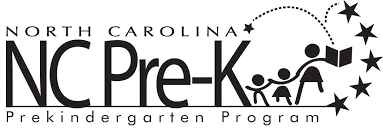 NORTH CAROLINA
NC Pre-K
Prekindergarten Program